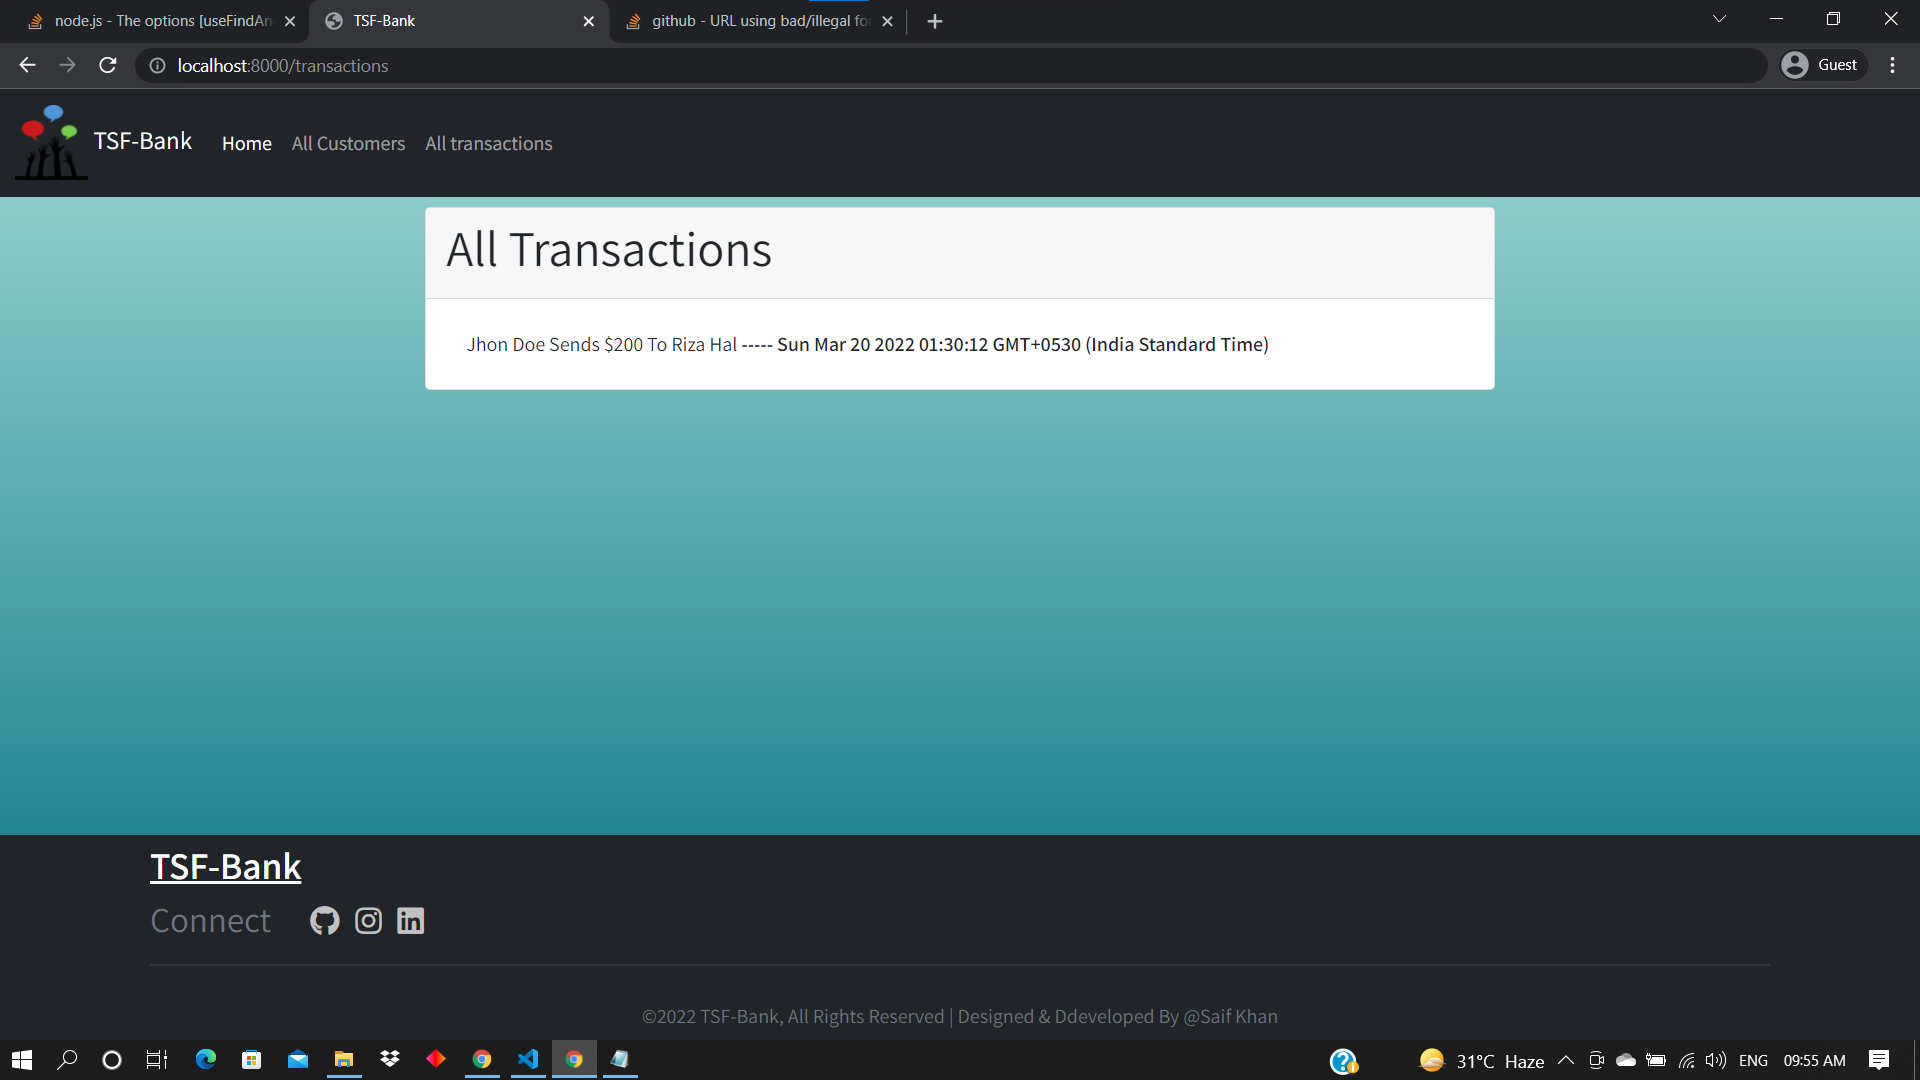 node.js - The options [useFindAn
TSF-Bank
github - URL using bad/illegal fo
localhost:8000/transactions
Guest
TSF-Bank
Home
All Customers
All transactions
All Transactions
Jhon Doe Sends $200 To Riza Hal ----- Sun Mar 20 2022 01:30:12 GMT+0530 (India Standard Time)
TSF-Bank
Connect
©2022 TSF-Bank, All Rights Reserved | Designed & Ddeveloped By @Saif Khan
31°C Haze
ENG
09:55 AM